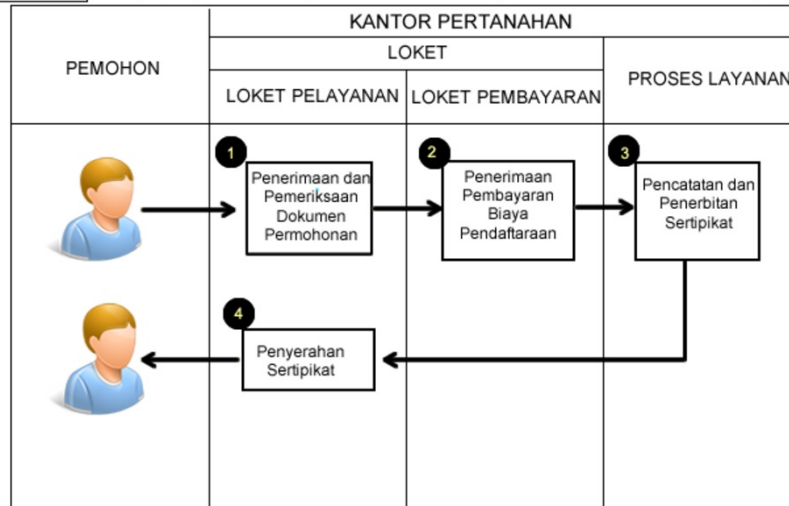 KANTOR PERTANAHAN
PEMOHON
LOKET
PROSES LAYANAN
LOKET PELAYANAN
LOKET PEMBAYARAN
1
Penerimaan dan
Pemeriksaan
Dokumen
Permohonan
2
Penerimaan
Pembayaran
Biaya
Pendaftaraan
3
Pencatatan dan
Penerbitan
Sertipikat
4
Penyerahan
Sertipikat